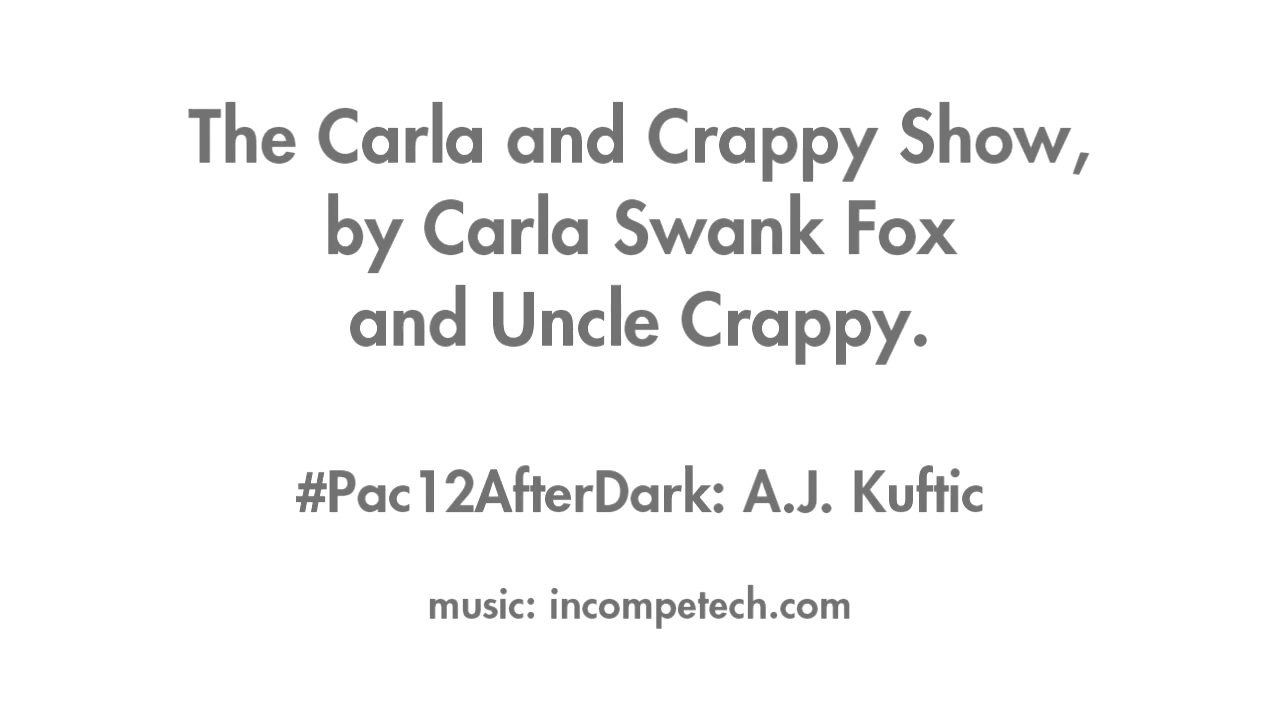 The Carla and Crappy Show,
by Carla Swank Fox
and Uncle Crappy.
#Pac12AfterDark: A.J. Kuftic
music: incompetech.com